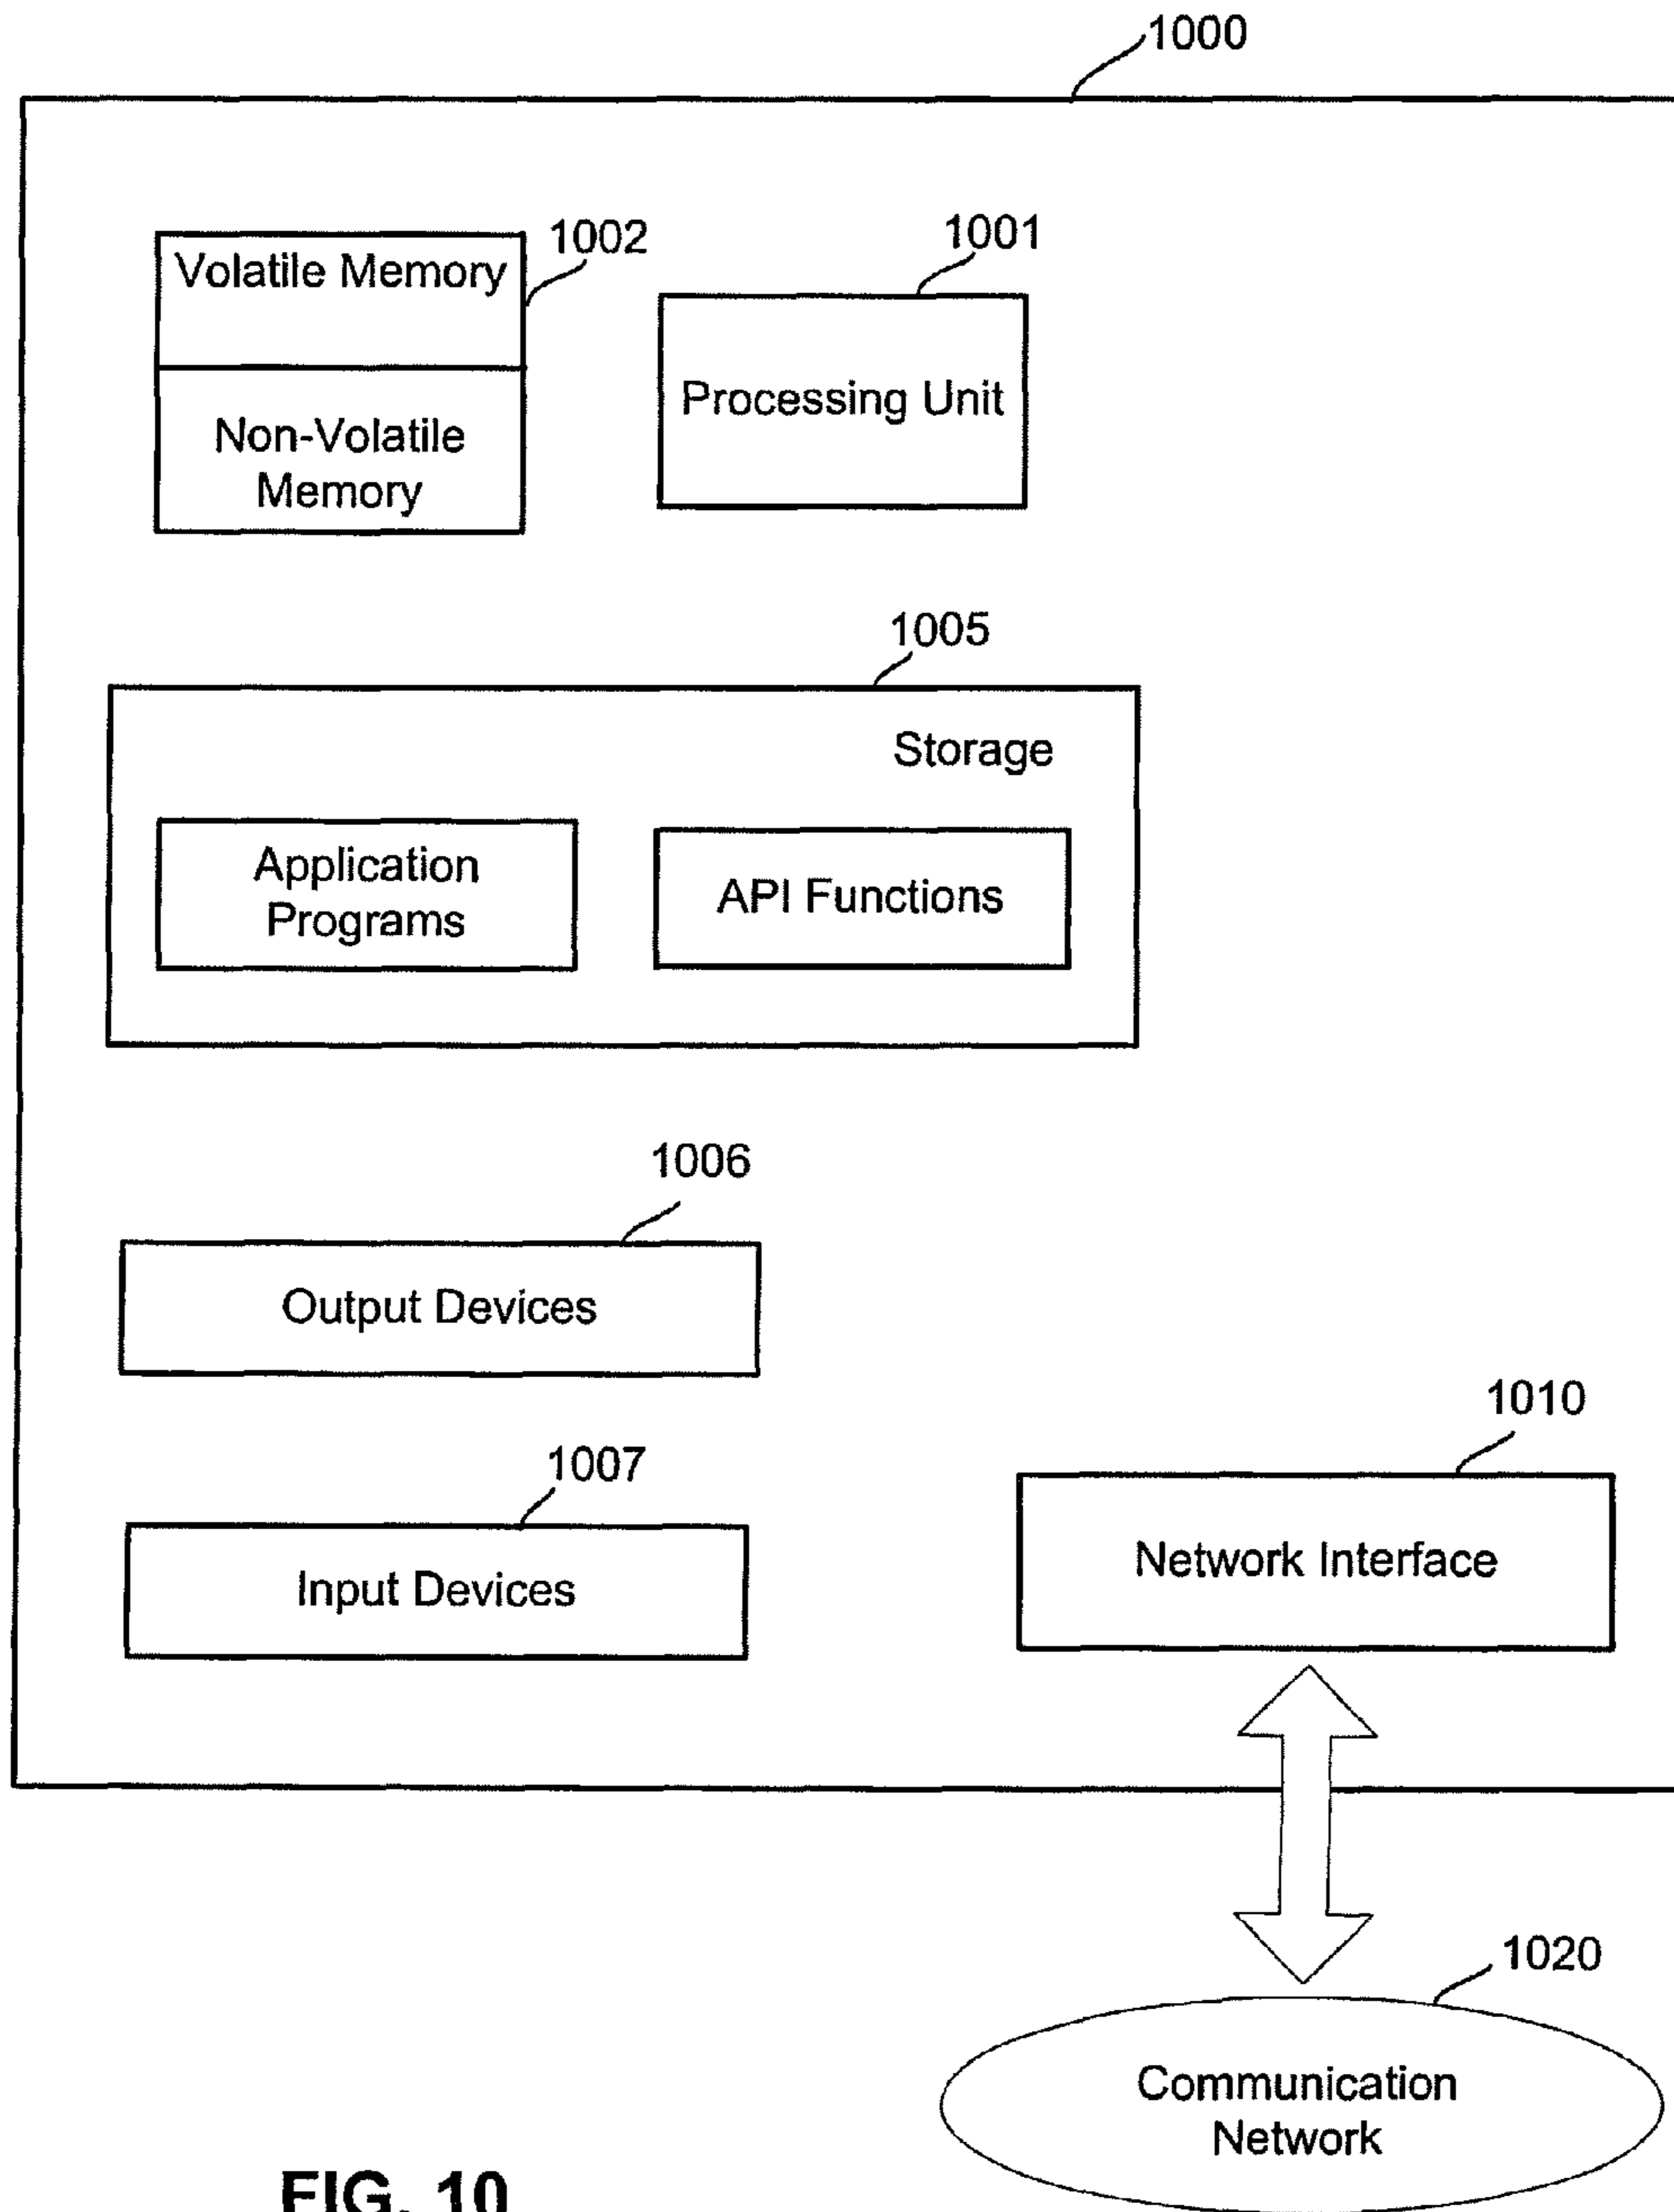 1000
1002
1001
Volatile Memory
Processing Unit
Non-Volatile
Memory
1005
Storage
Application
Programs
API Functions
1006
Output Devices
1010
1007
Network Interface
Input Devices
1020
Communication
Network
FIG. 10